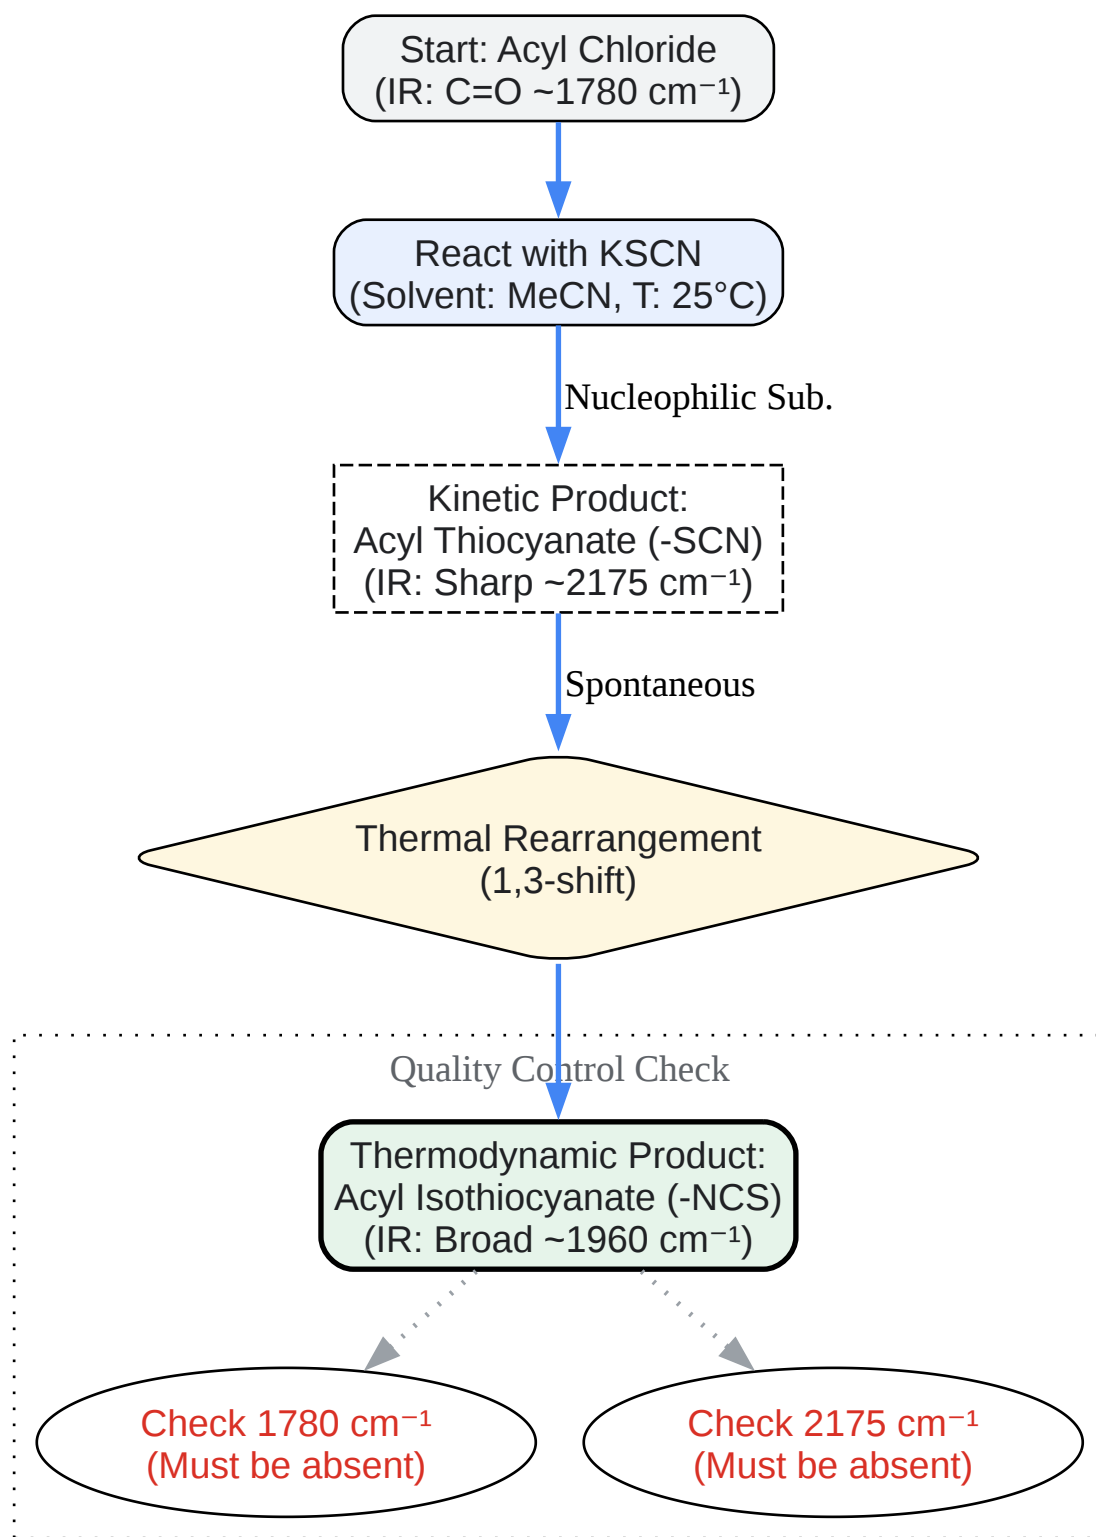 Start: Acyl Chloride
(IR: C=O ~1780 cm⁻¹)
React with KSCN
(Solvent: MeCN, T: 25°C)
Nucleophilic Sub.
Kinetic Product:
Acyl Thiocyanate (-SCN)
(IR: Sharp ~2175 cm⁻¹)
Spontaneous
Thermal Rearrangement
(1,3-shift)
Quality Control Check
Thermodynamic Product:
Acyl Isothiocyanate (-NCS)
(IR: Broad ~1960 cm⁻¹)
Check 1780 cm⁻¹
(Must be absent)
Check 2175 cm⁻¹
(Must be absent)